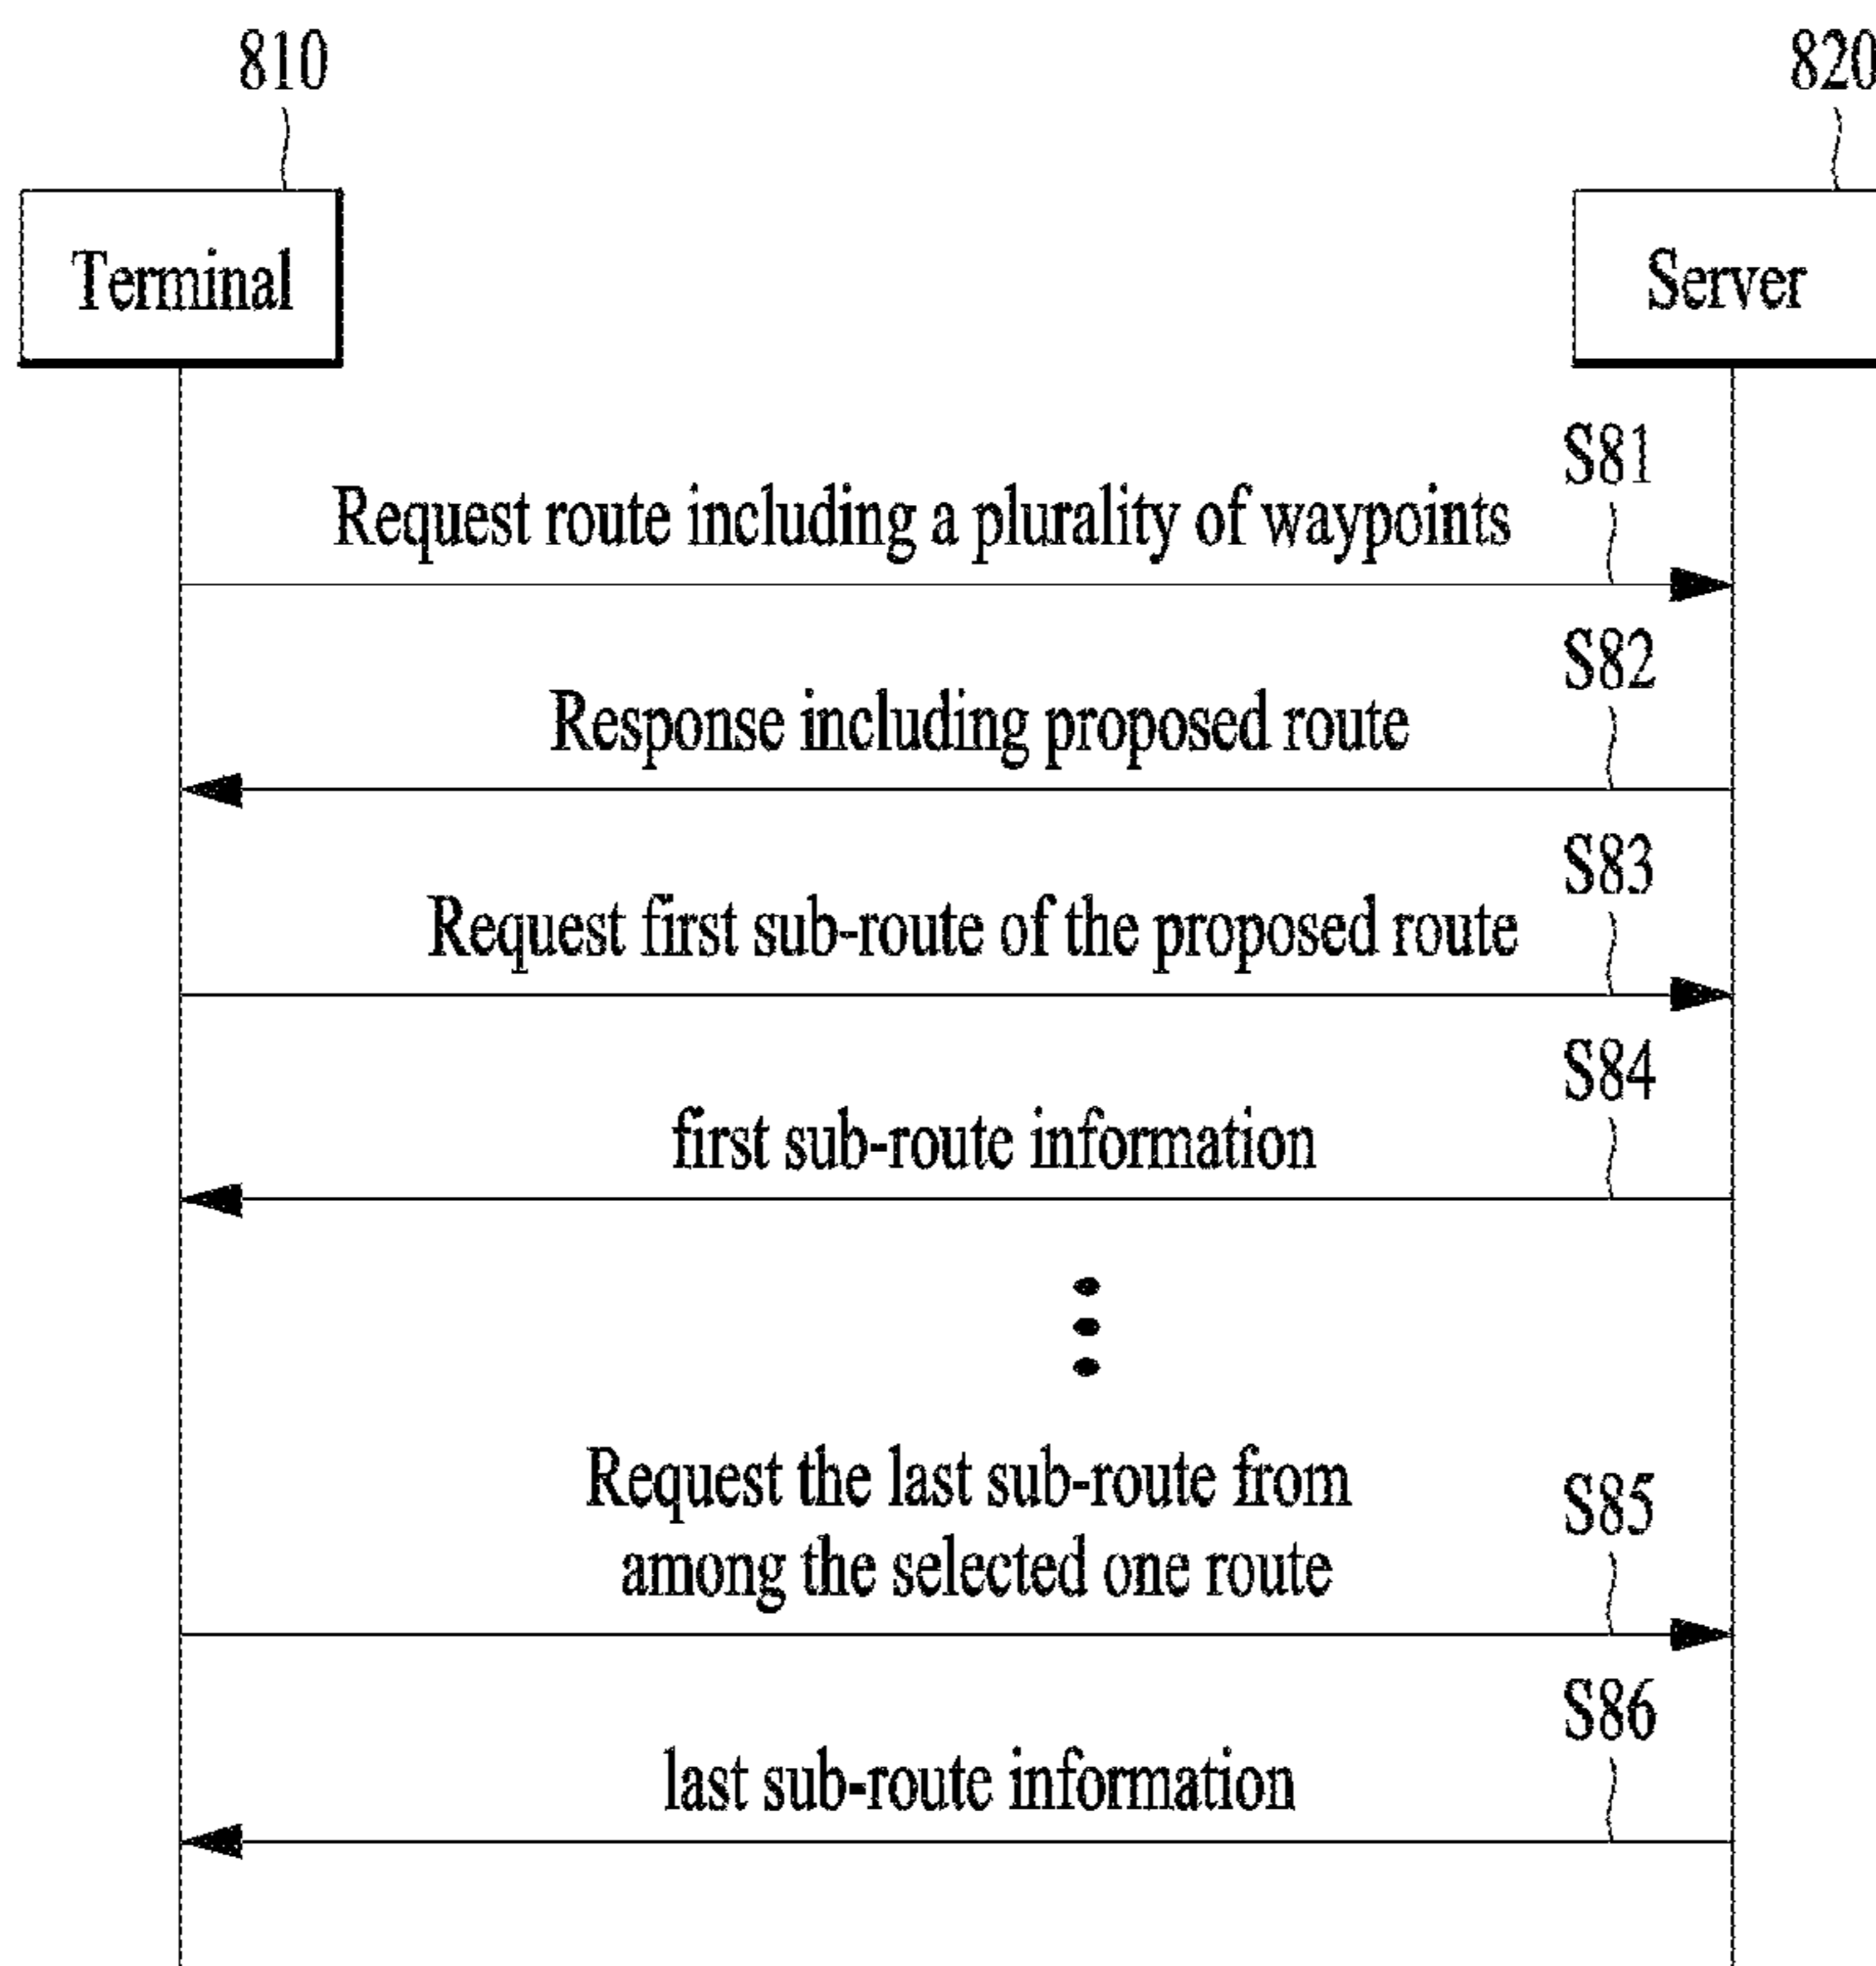 810
820
Terminal
Server
S81
Request route including a plurality of waypoints
S82
Response including proposed route
S83
Request first sub-route of the proposed route
S84
first sub-route information
Request the last sub-route from
among the selected one route
S85
S86
last sub-route information